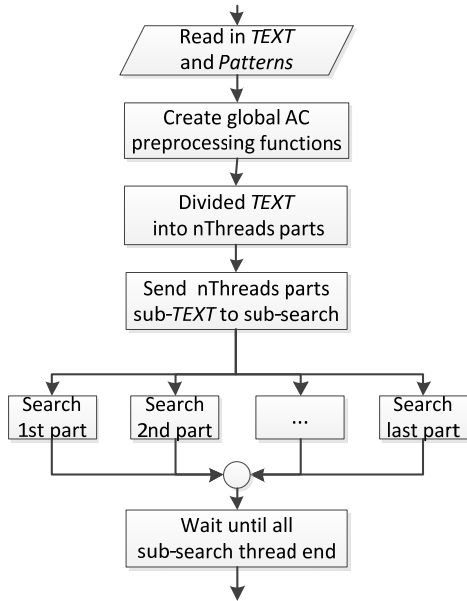 Read in TEXT
and Patterns
Create global AC
preprocessing functions
Divided TEXT
into nThreads parts
Send nThreads parts
sub-TEXT to sub-search
Search
1st part
Search
2nd part
...
Search
last part
Wait until all
sub-search thread end